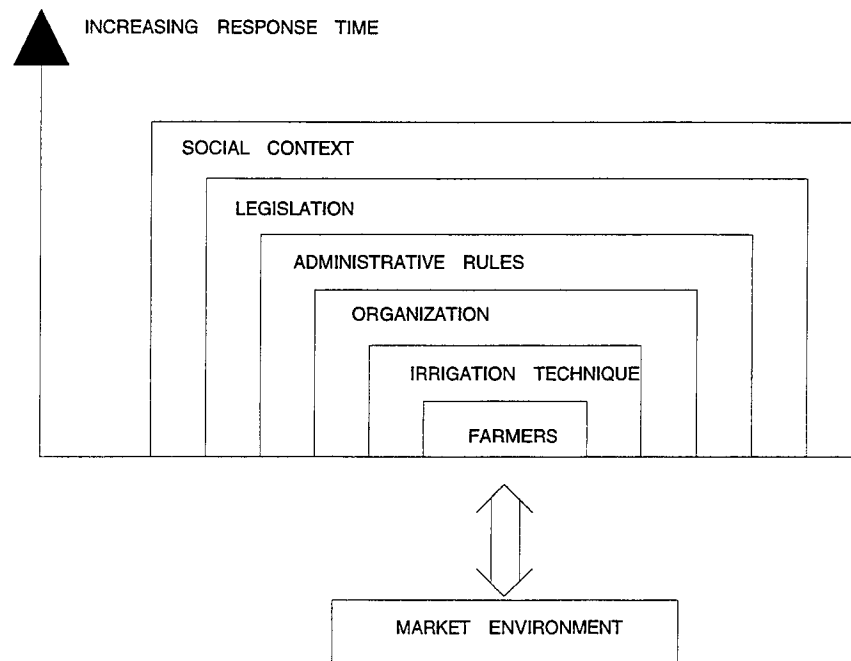 INCREASING RESPONSE TIME
SOCIAL CONTEXT
LEGISLATION
ADMINISTRATIVE RULES
ORGANIZATION
IRRIGATION TECHNIQUE
FARMERS
MARKET ENVIRONMENT